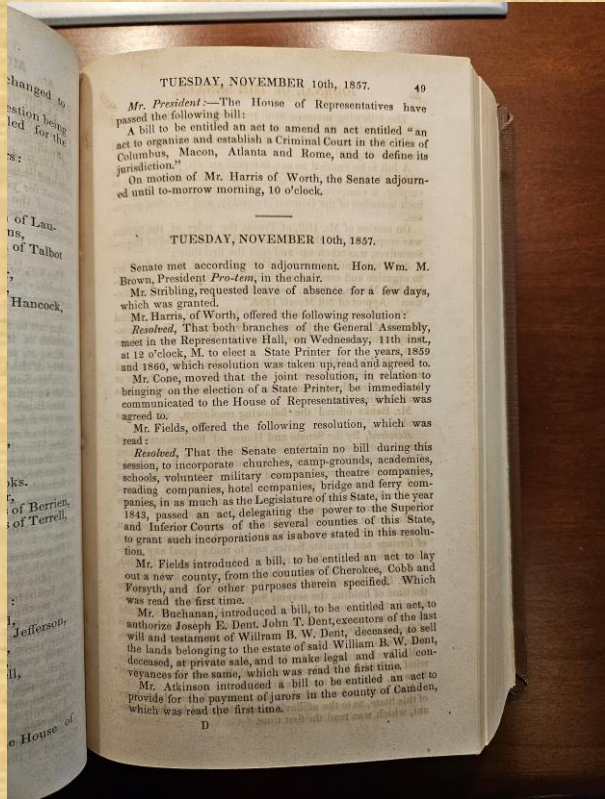 hanged to
estion being
led for the
rs:
of Lau-
ns,
of Talbot
Hancock,
oks.
of Berrien,
of Terrell,
:
Jefferson,
ll,
e House of
TUESDAY, NOVEMBER 10th, 1857. 49
Mr. President:—The House of Representatives have
passed the following bill:
A bill to be entitled an act to amend an act entitled "an
act to organize and establish a Criminal Court in the cities of
Columbus, Macon, Atlanta and Rome, and to define its
jurisdiction."
On motion of Mr. Harris of Worth, the Senate adjourn-
ed until to-morrow morning, 10 o'clock.
TUESDAY, NOVEMBER 10th, 1857.
Senate met according to adjournment. Hon. Wm. M.
Brown, President Pro-tem, in the chair.
Mr. Stribling, requested leave of absence for a few days,
which was granted.
Mr. Harris, of Worth, offered the following resolution:
Resolved, That both branches of the General Assembly,
meet in the Representative Hall, on Wednesday, 11th inst.,
at 12 o'clock, M. to elect a State Printer for the years, 1859
and 1860, which resolution was taken up, read and agreed to.
Mr. Cone, moved that the joint resolution, in relation to
bringing on the election of a State Printer, be immediately
communicated to the House of Representatives, which was
agreed to.
Mr. Fields, offered the following resolution, which was
read:
Resolved, That the Senate entertain no bill during this
session, to incorporate churches, camp-grounds, academies,
schools, volunteer military companies, theatre companies,
reading companies, hotel companies, bridge and ferry com-
panies, in as much as the Legislature of this State, in the year
1843, passed an act, delegating the power to the Superior
and Inferior Courts of the several counties of this State,
to grant such incorporations as is above stated in this resolu-
tion.
Mr. Fields introduced a bill, to be entitled an act to lay
out a new county, from the counties of Cherokee, Cobb and
Forsyth, and for other purposes therein specified. Which
was read the first time.
Mr. Buchanan, introduced a bill, to be entitled an act, to
authorize Joseph E. Dent. John T. Dent, executors of the last
will and testament of Willram B. W. Dent, deceased, to sell
the lands belonging to the estate of said William B. W. Dent,
deceased, at private sale, and to make legal and valid con-
veyances for the same, which was read the first time.
Mr. Atkinson introduced a bill to be entitled an act to
provide for the payment of jurors in the county of Camden,
which was read the first time.
D